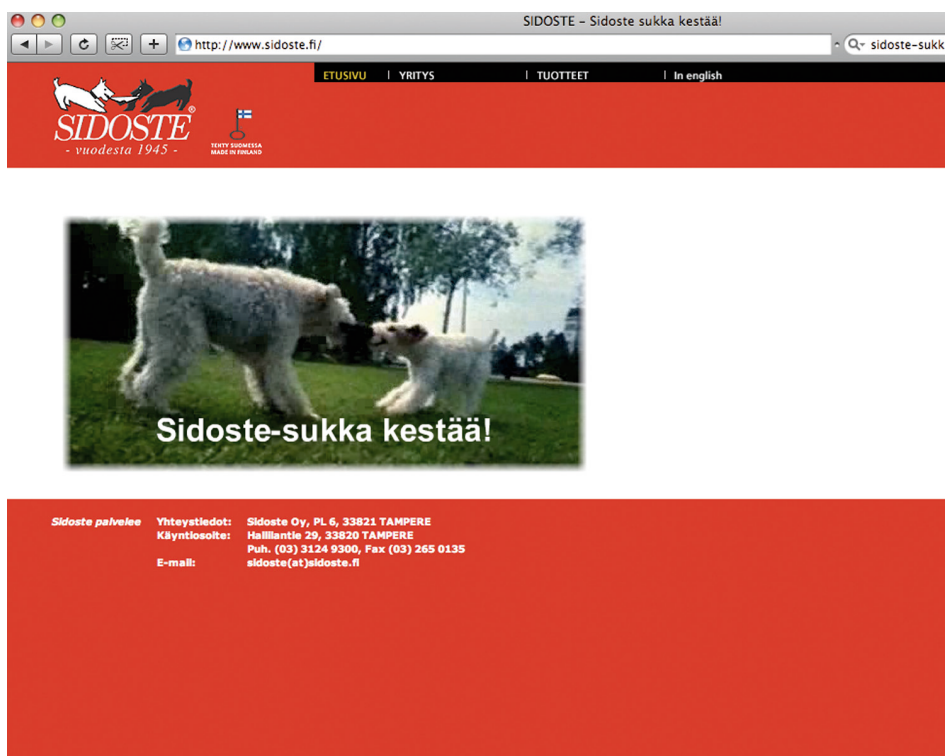 SIDOSTE – Sidoste sukka kestää!
http://www.sidoste.fi/
sidoste-sukk
ETUSIVU | YRITYS | TUOTTEET | In english
SIDOSTE®
- vuodesta 1945 -
TEHTY SUOMESSA
MADE IN FINLAND
Sidoste-sukka kestää!
Sidoste palvelee Yhteystiedot: Sidoste Oy, PL 6, 33821 TAMPERE
Käyntiosoite: Hallilantie 29, 33820 TAMPERE
Puh. (03) 3124 9300, Fax (03) 265 0135
E-mail: sidoste(at)sidoste.fi